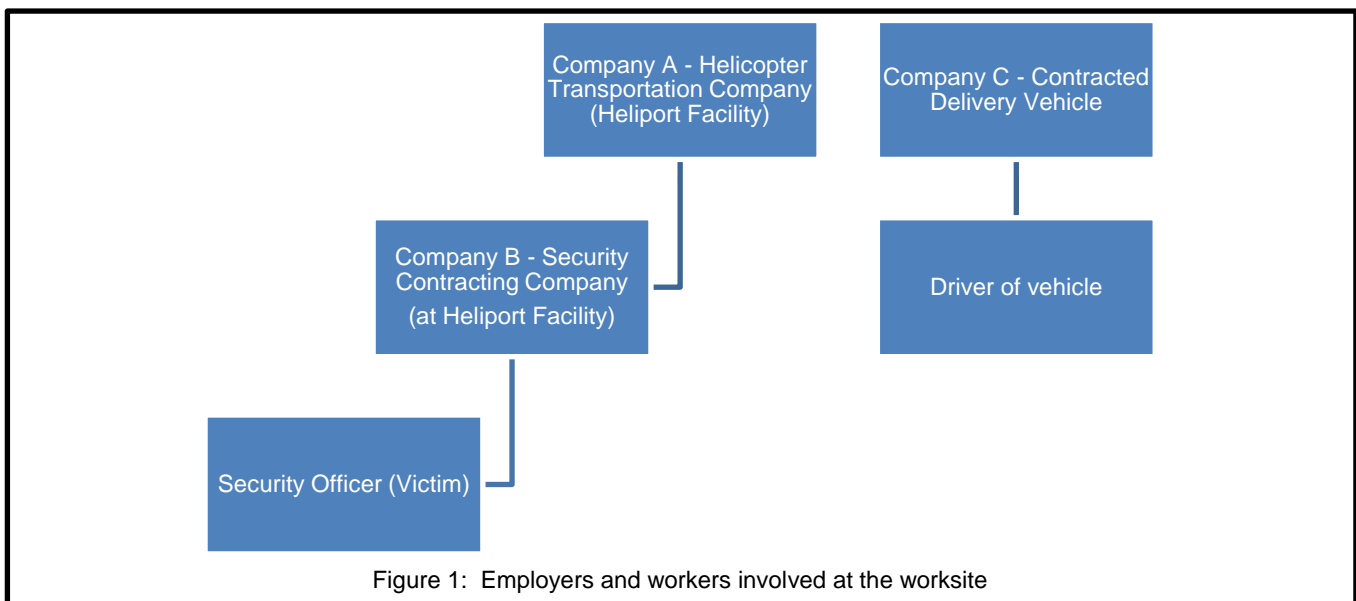 Company A - Helicopter
Transportation Company
(Heliport Facility)
Company C - Contracted
Delivery Vehicle
Company B - Security
Contracting Company
(at Heliport Facility)
Driver of vehicle
Security Officer (Victim)
Figure 1:  Employers and workers involved at the worksite